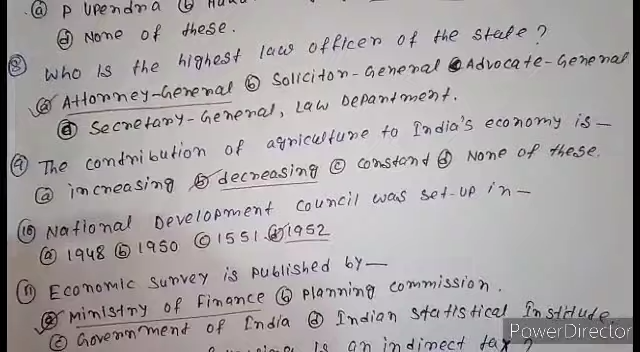 ⓐ P Upendra ⓑ
ⓓ None of these.
⑧ Who is the highest law officer of the state?
ⓐ Attorney-General ⓑ Solicitor-General ⓒ Advocate-General
ⓓ Secretary-General, Law Department.
⑨ The contribution of agriculture to India's economy is —
ⓐ increasing ⓑ decreasing ⓒ constant ⓓ None of these.
⑩ National Development Council was set-up in —
ⓐ 1948 ⓑ 1950 ⓒ 1551 ⓓ 1952
⑪ Economic Survey is published by —
ⓐ Ministry of Finance ⓑ Planning commission.
ⓒ Government of India ⓓ Indian Statistical Institute.
is an indirect tax?
PowerDirector